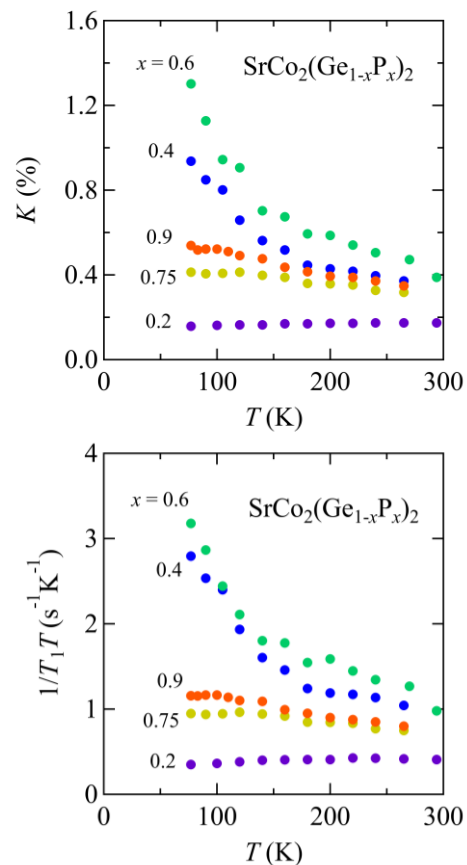 SrCo₂(Ge₁₋ₓPₓ)₂
x = 0.6
0.4
0.9
0.75
0.2
K (%)
1.6
1.2
0.8
0.4
0.0
0 100 200 300
T (K)
SrCo₂(Ge₁₋ₓPₓ)₂
x = 0.6
0.4
0.9
0.75
0.2
1/T₁T (s⁻¹K⁻¹)
4
3
2
1
0
0 100 200 300
T (K)